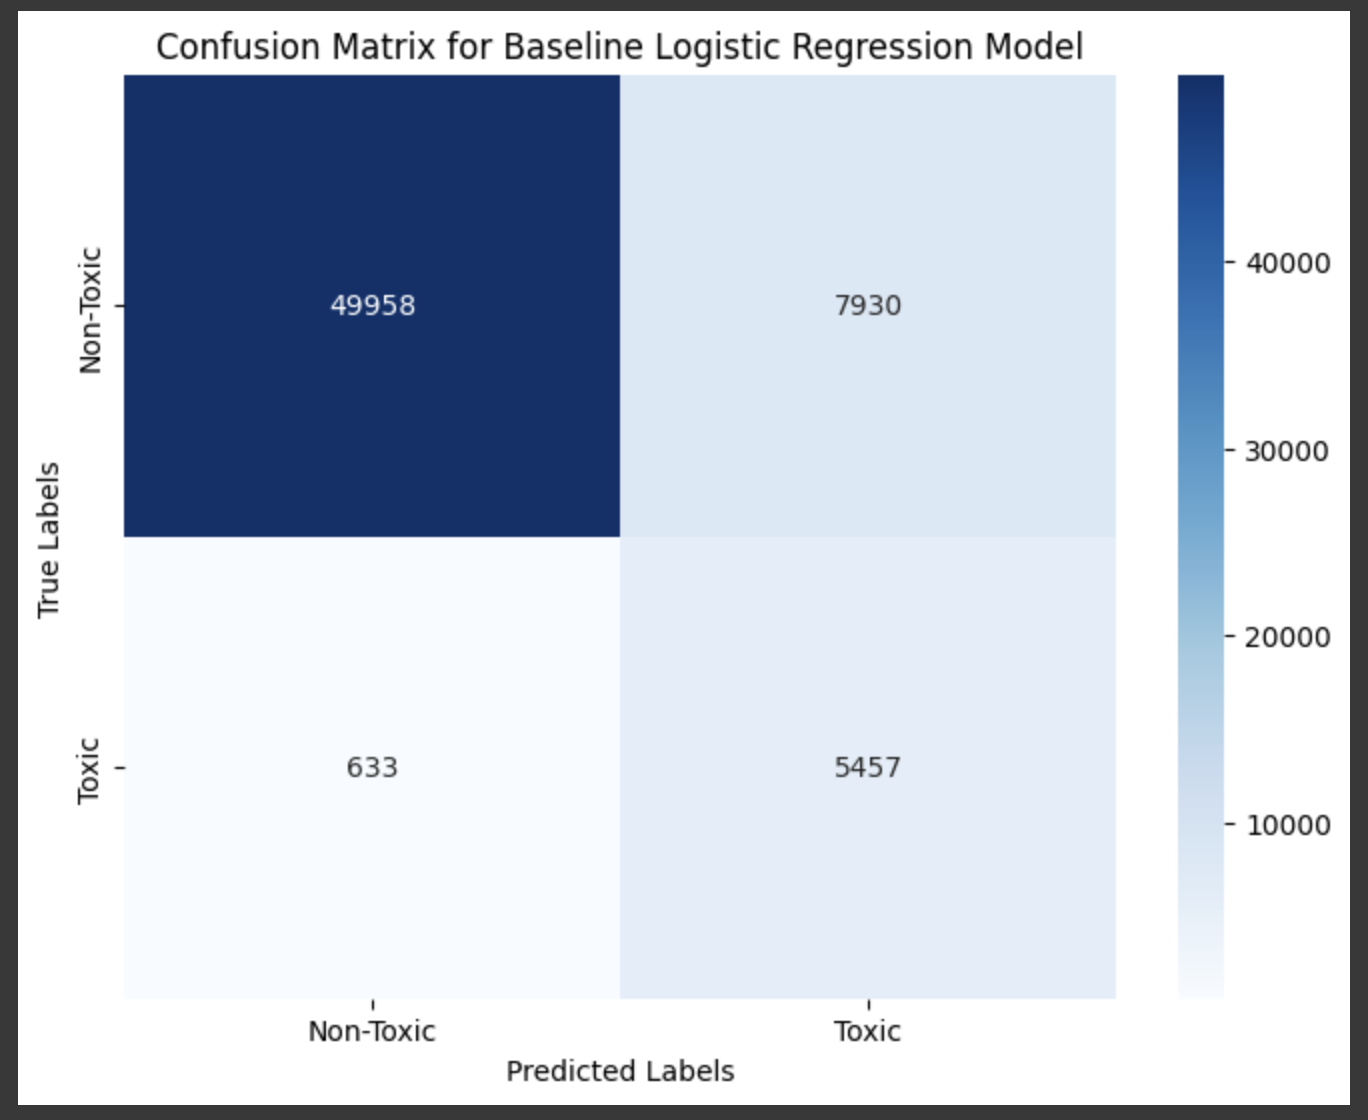 Confusion Matrix for Baseline Logistic Regression Model
True Labels
Non-Toxic
49958 7930
Toxic
633 5457
Non-Toxic Toxic
Predicted Labels
40000
30000
20000
10000